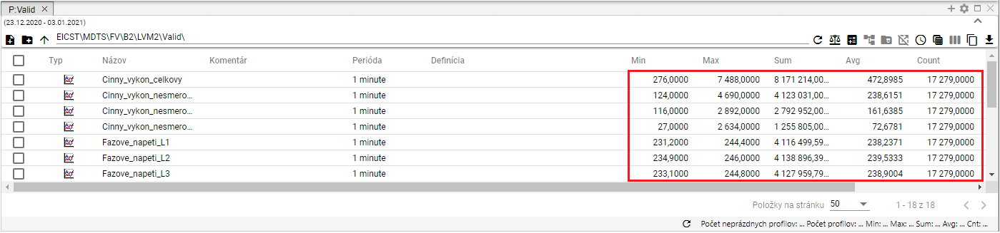 P:Valid
(23.12.2020 - 03.01.2021)
EICST\MDTS\FV\B2\LVM2\Valid\
Typ Názov Komentár Perióda Definícia Min Max Sum Avg Count
Cinny_vykon_celkovy 1 minute 276,0000 7 488,0000 8 171 214,00... 472,8985 17 279,0000
Cinny_vykon_nesmero... 1 minute 124,0000 4 690,0000 4 123 031,00... 238,6151 17 279,0000
Cinny_vykon_nesmero... 1 minute 116,0000 2 892,0000 2 792 952,00... 161,6385 17 279,0000
Cinny_vykon_nesmero... 1 minute 27,0000 2 634,0000 1 255 805,00... 72,6781 17 279,0000
Fazove_napeti_L1 1 minute 231,2000 244,4000 4 116 499,59... 238,2371 17 279,0000
Fazove_napeti_L2 1 minute 234,9000 246,0000 4 138 896,39... 239,5333 17 279,0000
Fazove_napeti_L3 1 minute 233,1000 244,8000 4 127 959,79... 238,9004 17 279,0000
Položky na stránku 50 1 - 18 z 18
Počet neprázdnych profilov: ... Počet profilov: ... Min: ... Max: ... Sum: ... Avg: ... Cnt: ...